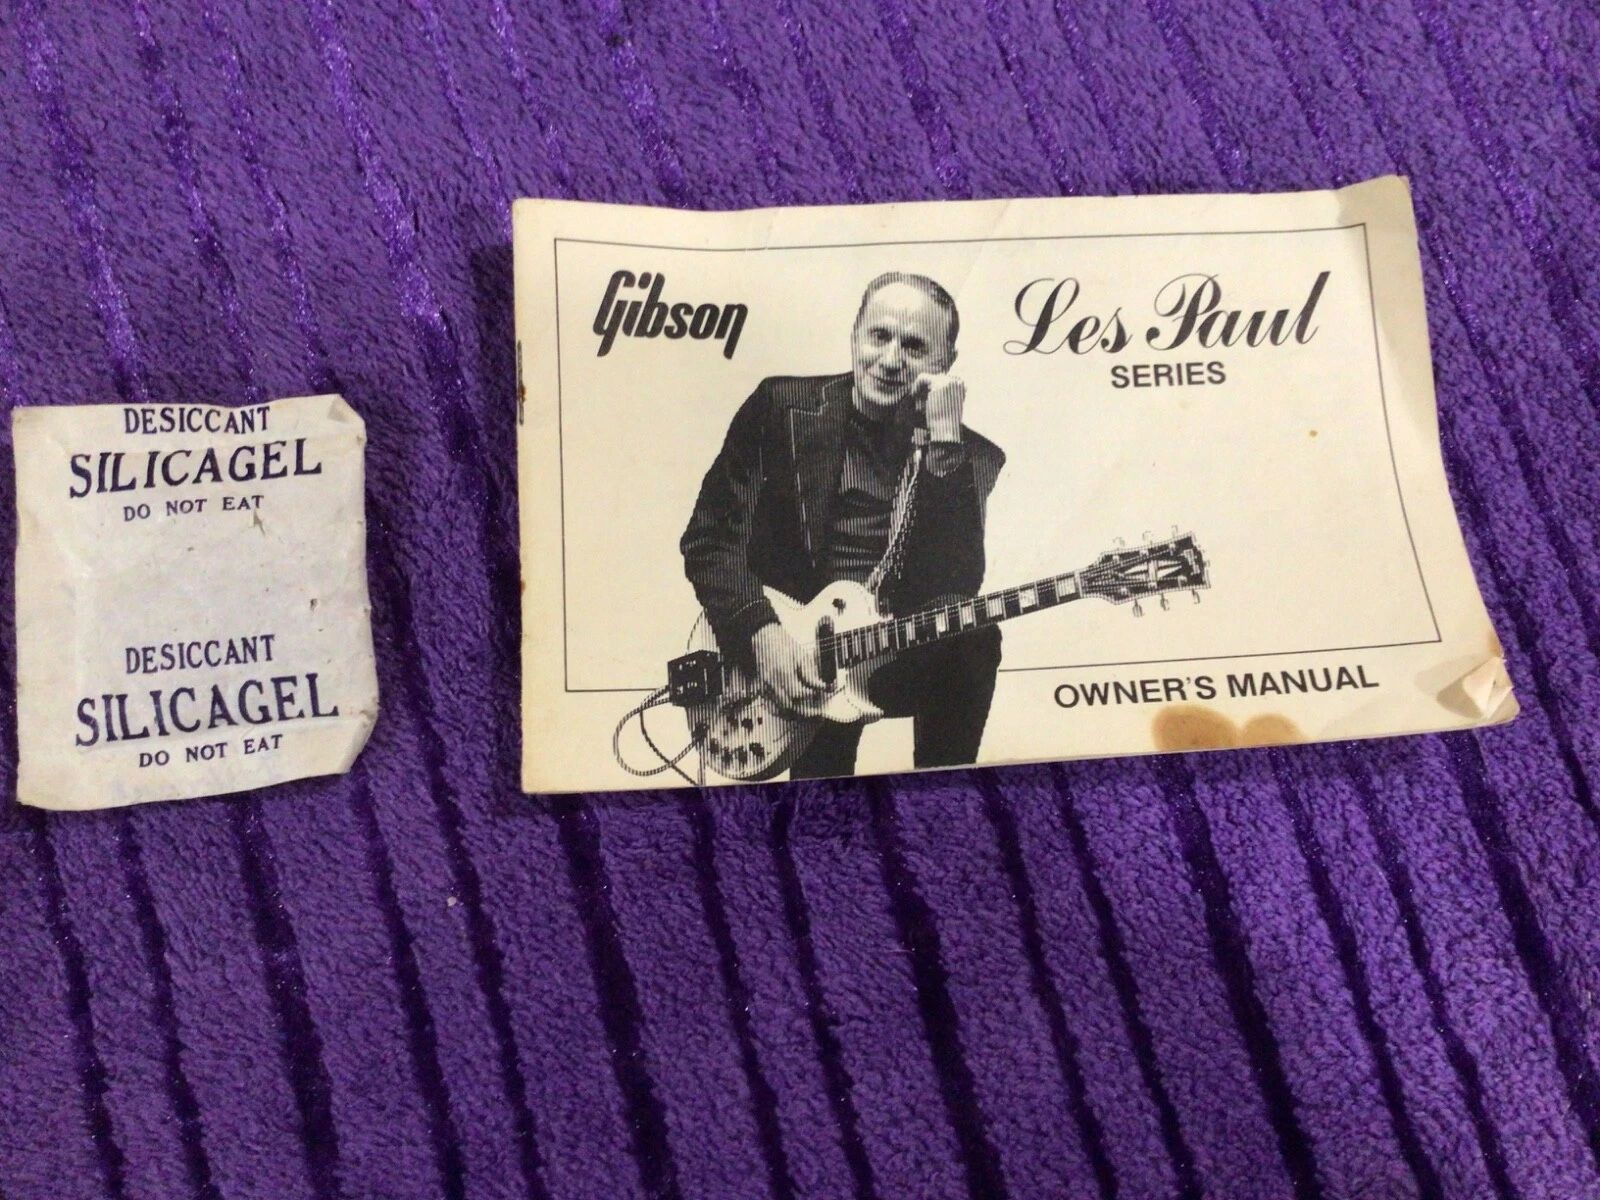 DESICCANT
SILICAGEL
DO NOT EAT
DESICCANT
SILICAGEL
DO NOT EAT
Gibson
Les Paul
SERIES
OWNER'S MANUAL